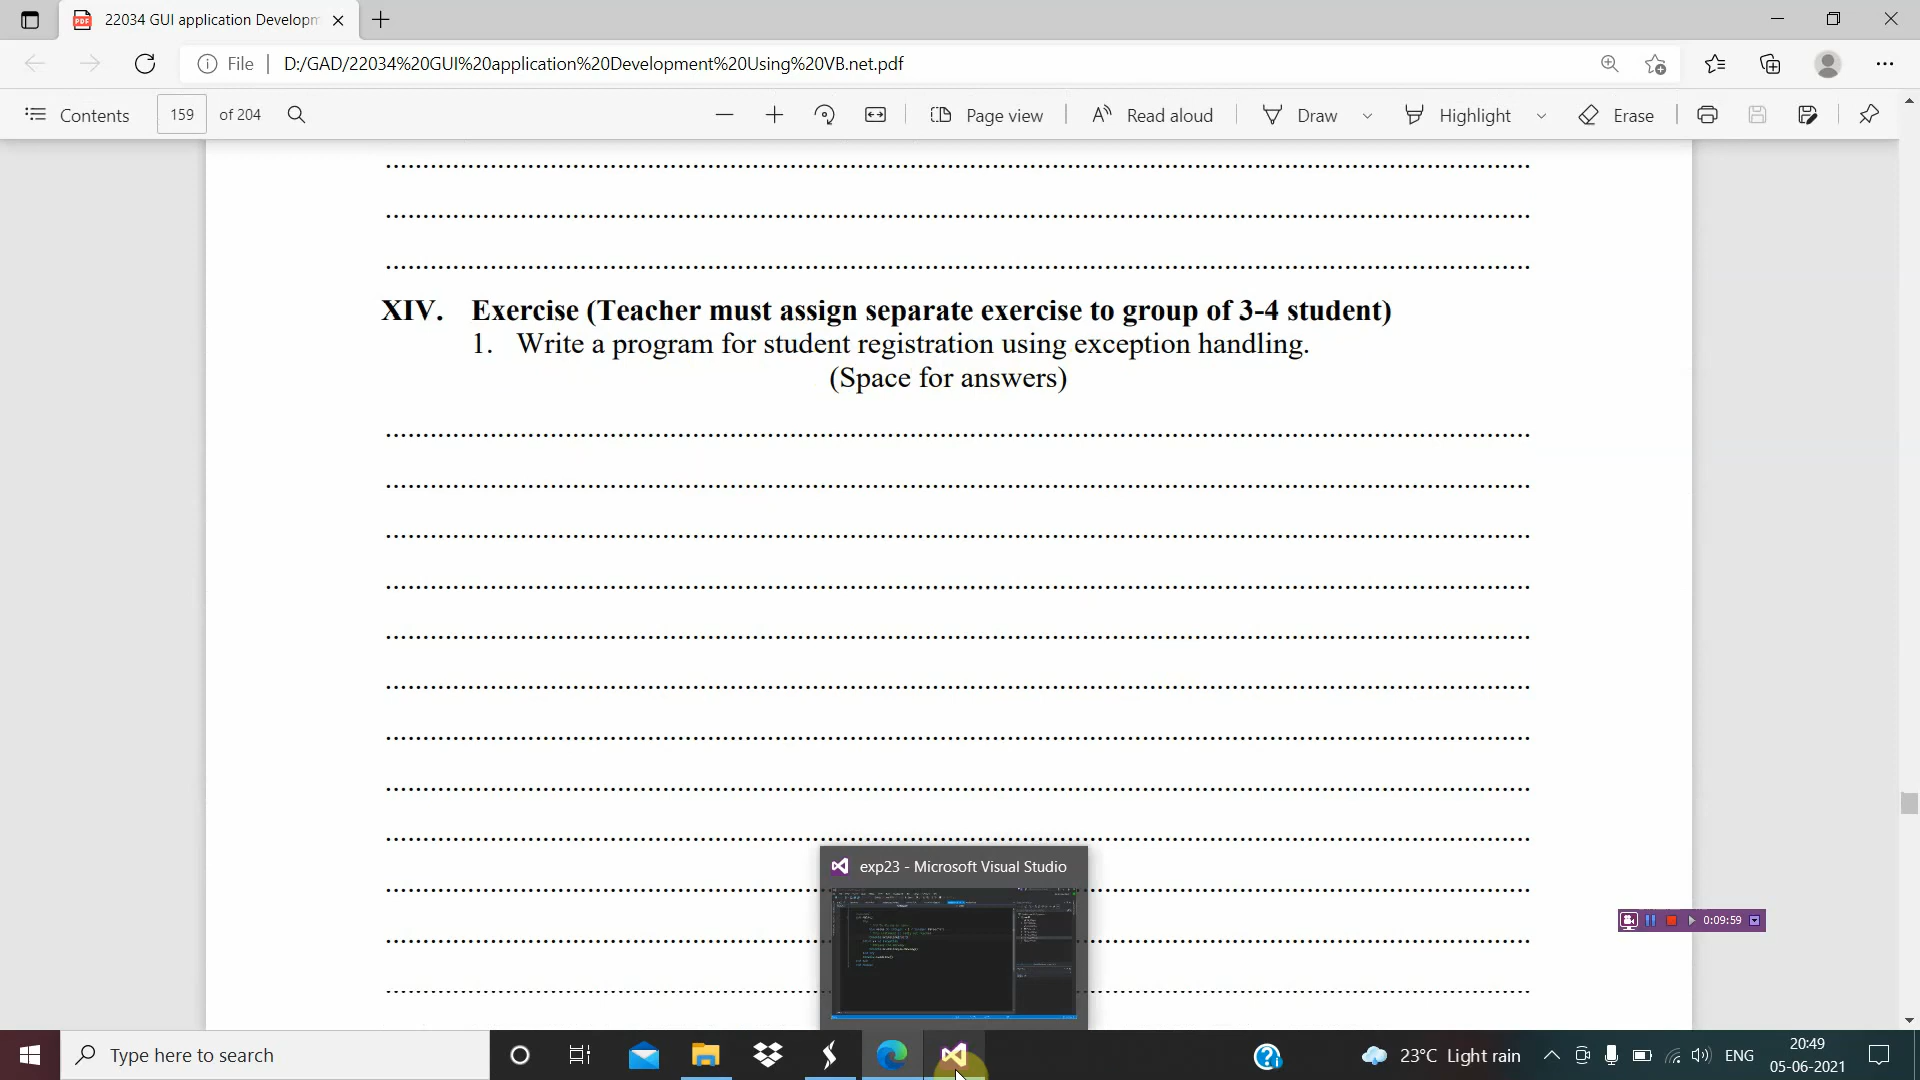 22034 GUI application Developm
File
D:/GAD/22034%20GUI%20application%20Development%20Using%20VB.net.pdf
Contents
159
of 204
Page view
Read aloud
Draw
Highlight
Erase
XIV. Exercise (Teacher must assign separate exercise to group of 3-4 student)
1. Write a program for student registration using exception handling.
(Space for answers)
exp23 - Microsoft Visual Studio
0:09:59
Type here to search
23°C Light rain
ENG
20:49
05-06-2021